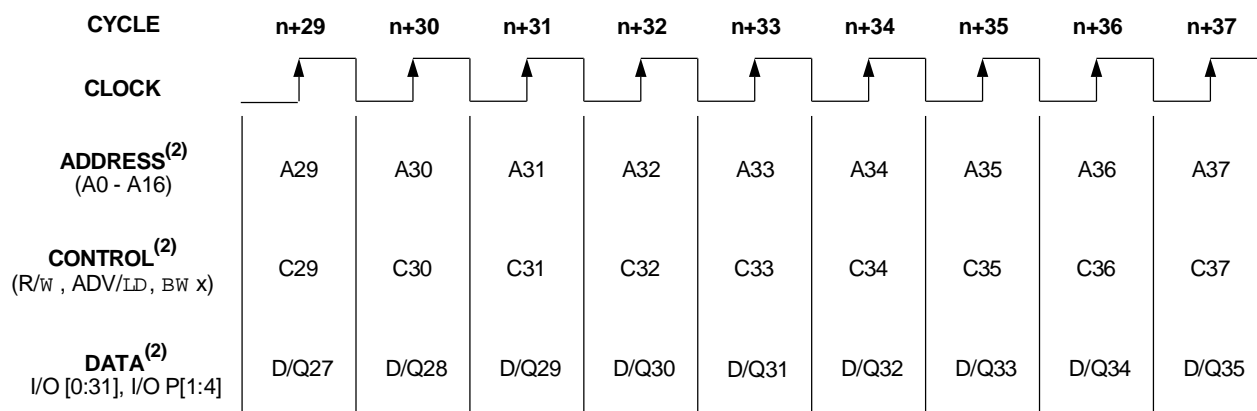 CYCLE n+29 n+30 n+31 n+32 n+33 n+34 n+35 n+36 n+37
CLOCK
ADDRESS(2)
(A0 - A16)
A29 A30 A31 A32 A33 A34 A35 A36 A37
CONTROL(2)
(R/W , ADV/LD, BW x)
C29 C30 C31 C32 C33 C34 C35 C36 C37
DATA(2)
I/O [0:31], I/O P[1:4]
D/Q27 D/Q28 D/Q29 D/Q30 D/Q31 D/Q32 D/Q33 D/Q34 D/Q35